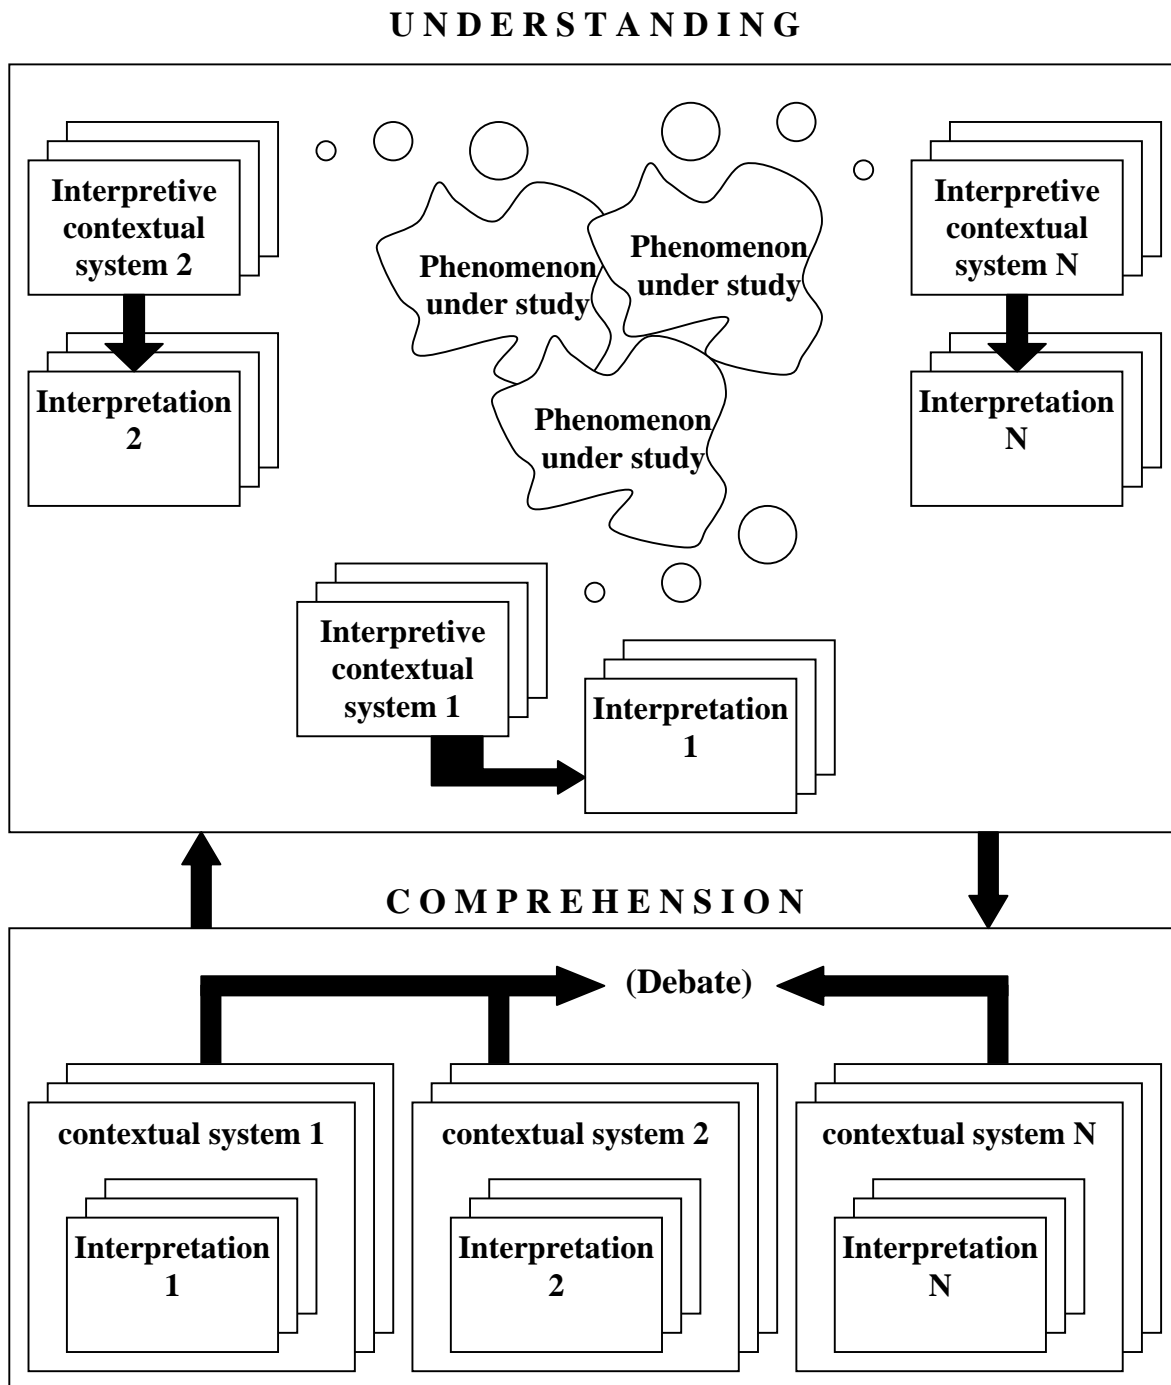 UNDERSTANDING
Interpretive
contextual
system 2
Interpretation
2
Phenomenon
under study
Phenomenon
under study
Phenomenon
under study
Interpretive
contextual
system N
Interpretation
N
Interpretive
contextual
system 1
Interpretation
1
COMPREHENSION
(Debate)
contextual system 1
Interpretation
1
contextual system 2
Interpretation
2
contextual system N
Interpretation
N